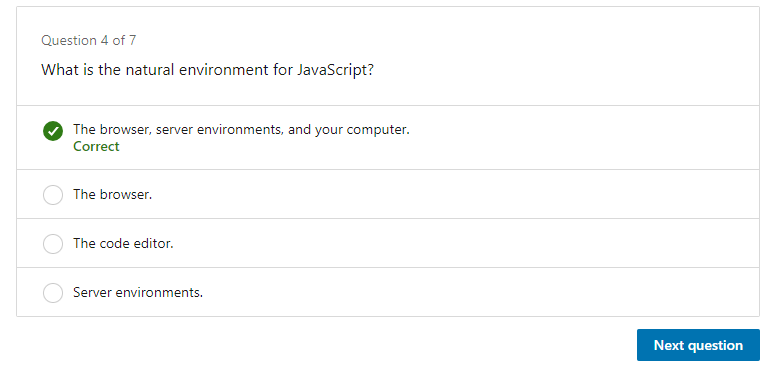 Question 4 of 7
What is the natural environment for JavaScript?
The browser, server environments, and your computer.
Correct
The browser.
The code editor.
Server environments.
Next question